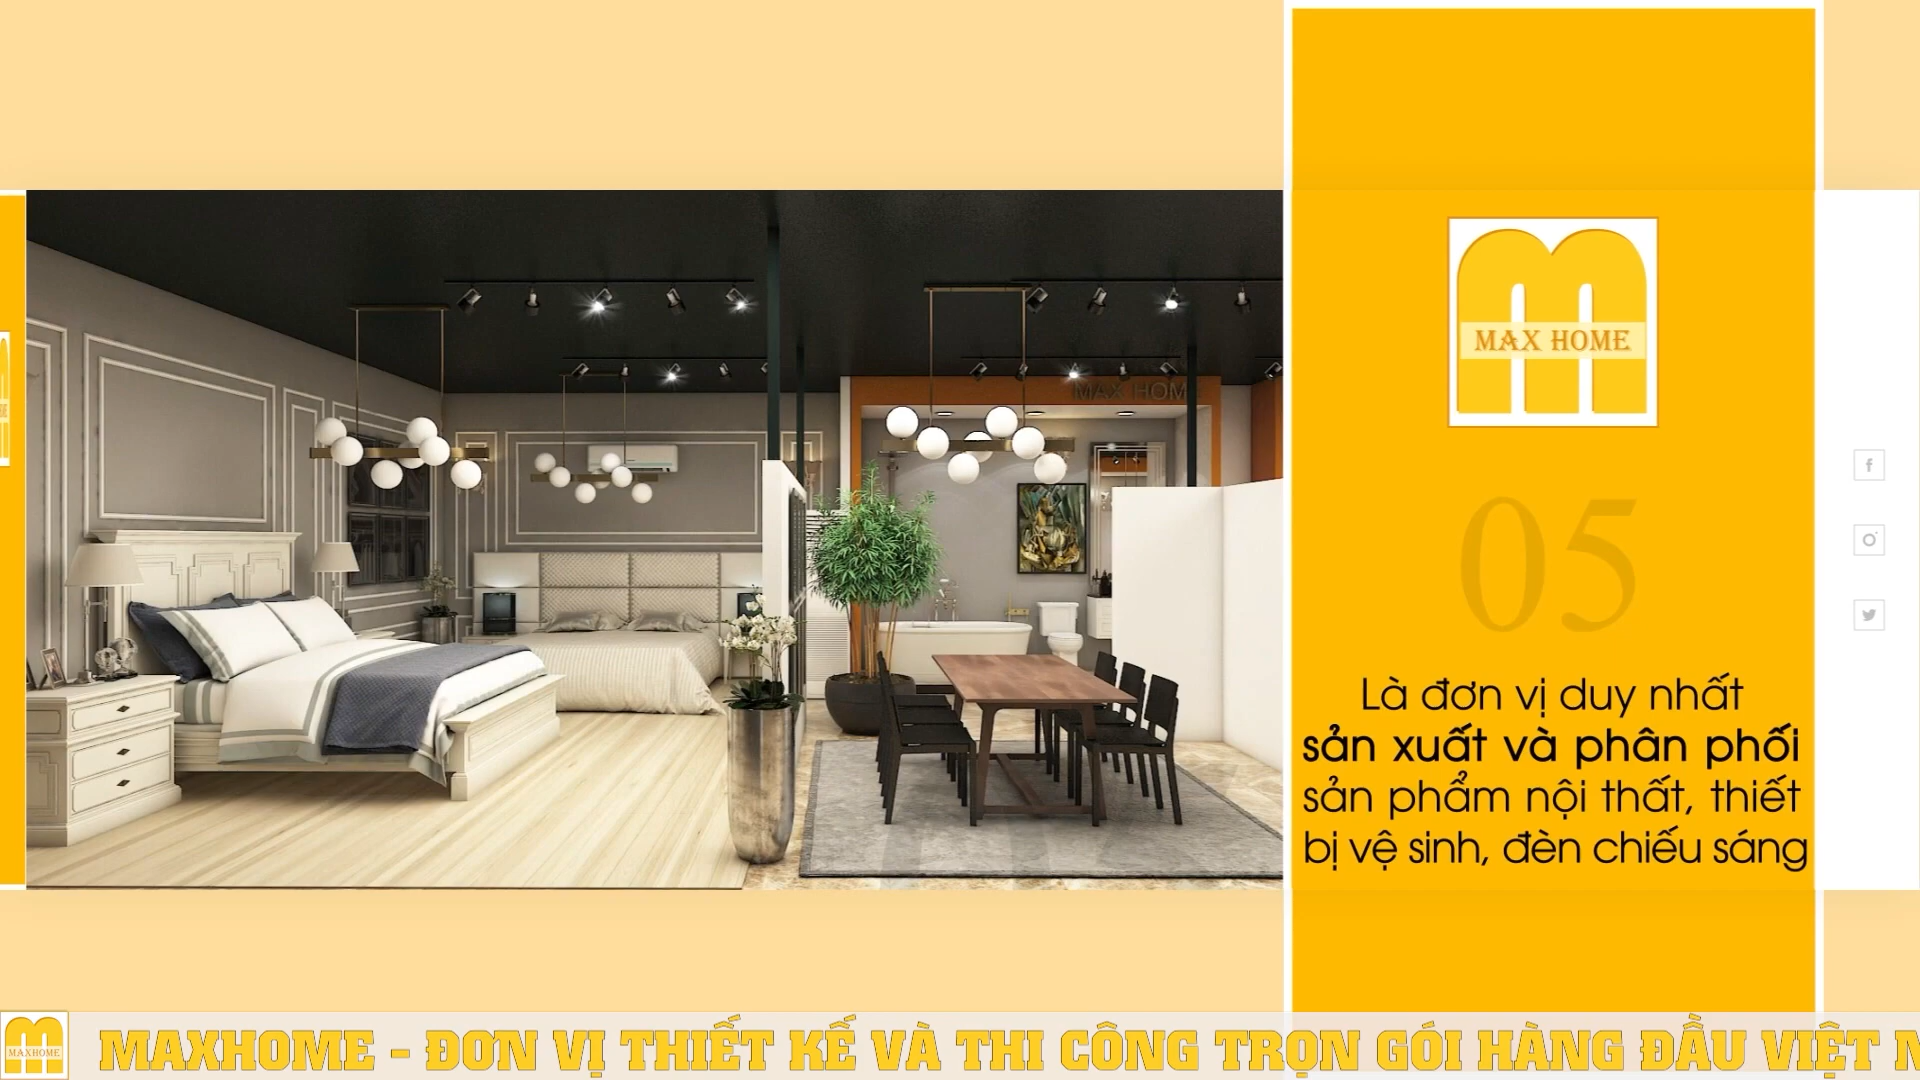 MAX HOM
MAX HOME
05
Là đơn vị duy nhất
sản xuất và phân phối
sản phẩm nội thất, thiết
bị vệ sinh, đèn chiếu sáng
MAXHOME
MAXHOME - ĐƠN VỊ THIẾT KẾ VÀ THI CÔNG TRỌN GÓI HÀNG ĐẦU VIỆT